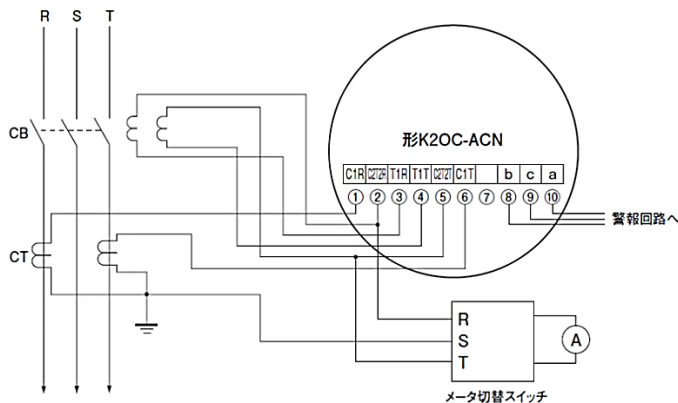 R S T
CB
形K2OC-ACN
C1R C2T2R T1R T1T C2T2T C1T b c a
① ② ③ ④ ⑤ ⑥ ⑦ ⑧ ⑨ ⑩
警報回路へ
CT
R
S
T
A
メータ切替スイッチ